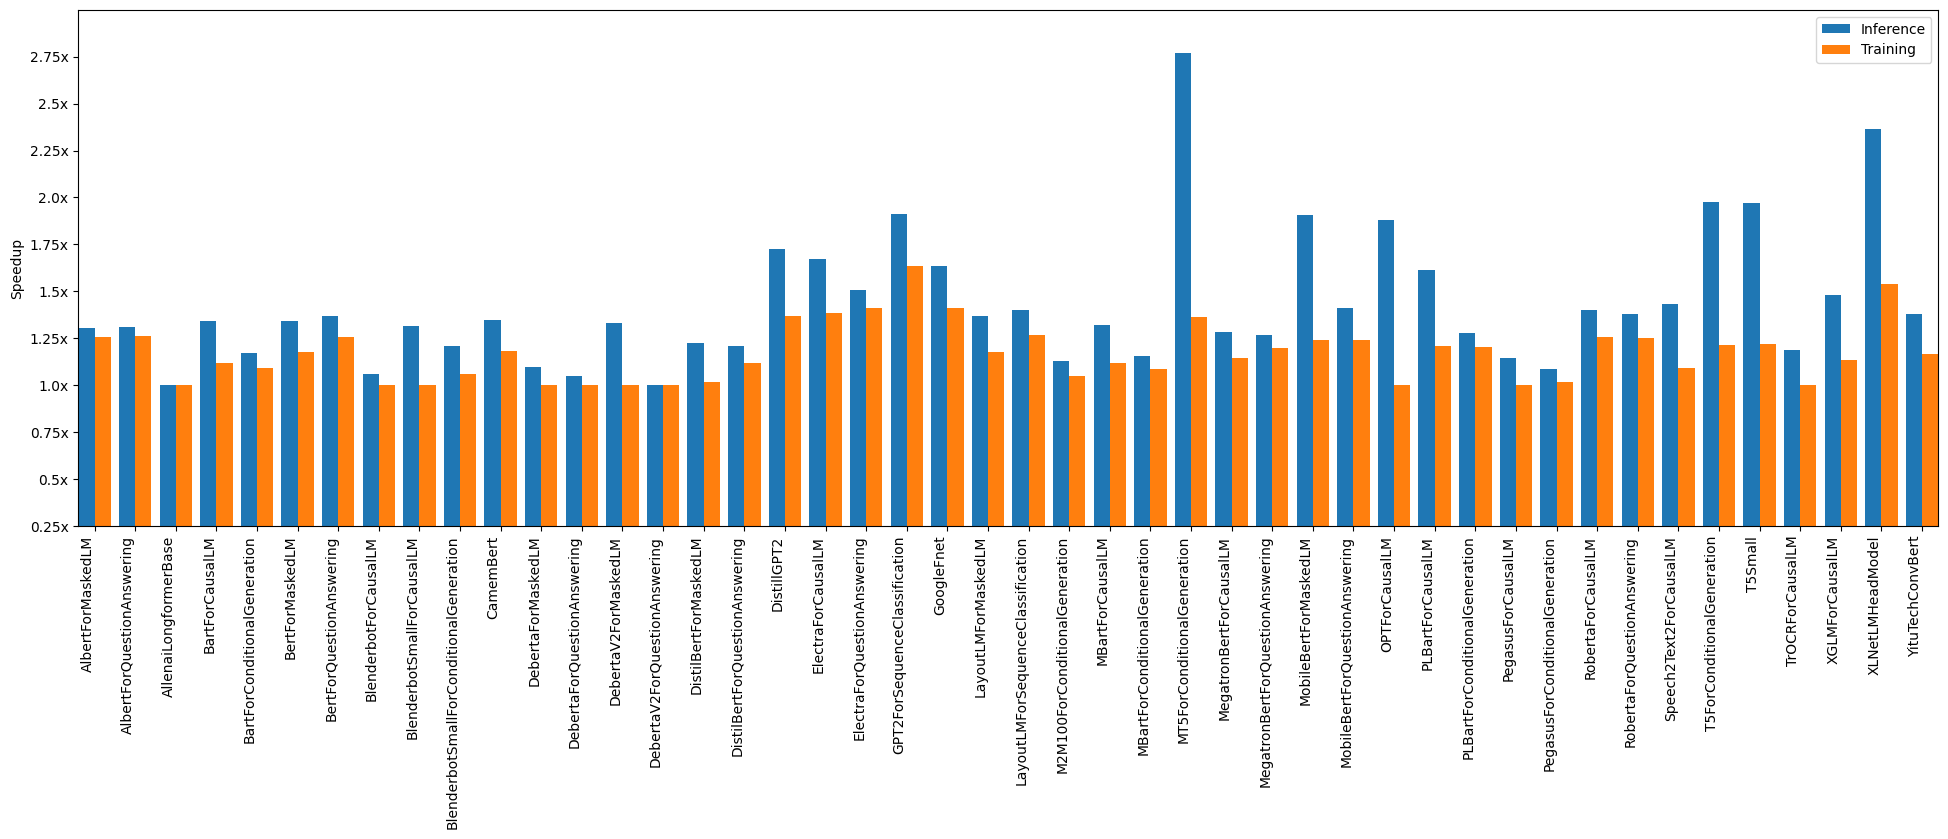 Inference
Training
2.75x
2.5x
2.25x
2.0x
1.75x
1.5x
1.25x
1.0x
0.75x
0.5x
0.25x
Speedup
AlbertForMaskedLM
AlbertForQuestionAnswering
AllenaiLongformerBase
BartForCausalLM
BartForConditionalGeneration
BertForMaskedLM
BertForQuestionAnswering
BlenderbotForCausalLM
BlenderbotSmallForCausalLM
BlenderbotSmallForConditionalGeneration
CamemBert
DebertaForMaskedLM
DebertaForQuestionAnswering
DebertaV2ForMaskedLM
DebertaV2ForQuestionAnswering
DistilBertForMaskedLM
DistilBertForQuestionAnswering
DistillGPT2
ElectraForCausalLM
ElectraForQuestionAnswering
GPT2ForSequenceClassification
GoogleFnet
LayoutLMForMaskedLM
LayoutLMForSequenceClassification
M2M100ForConditionalGeneration
MBartForCausalLM
MBartForConditionalGeneration
MT5ForConditionalGeneration
MegatronBertForCausalLM
MegatronBertForQuestionAnswering
MobileBertForMaskedLM
MobileBertForQuestionAnswering
OPTForCausalLM
PLBartForCausalLM
PLBartForConditionalGeneration
PegasusForCausalLM
PegasusForConditionalGeneration
RobertaForCausalLM
RobertaForQuestionAnswering
Speech2Text2ForCausalLM
T5ForConditionalGeneration
T5Small
TrOCRForCausalLM
XGLMForCausalLM
XLNetLMHeadModel
YituTechConvBert